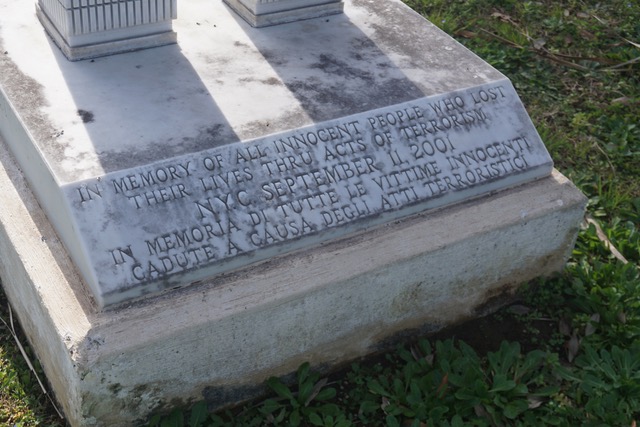 IN MEMORY OF ALL INNOCENT PEOPLE WHO LOST
THEIR LIVES THRU ACTS OF TERRORISM
NYC. SEPTEMBER 11. 2001
IN MEMORIA DI TUTTE LE VITTIME INNOCENTI
CADUTE A CAUSA DEGLI ATTI TERRORISTICI